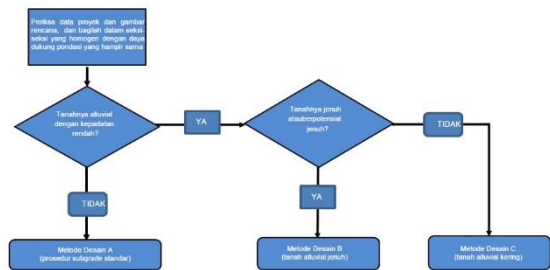 Periksa data proyek dan gambar
rencana, dan bagilah dalam seksi-
seksi yang homogen dengan daya
dukung pondasi yang hampir sama
Tanahnya alluvial
dengan kepadatan
rendah?
YA
Tanahnya jenuh
atauberpotensial
jenuh?
TIDAK
TIDAK
YA
Metode Desain A
(prosedur subgrade standar)
Metode Desain B
(tanah alluvial jenuh)
Metode Desain C
(tanah alluvial kering)